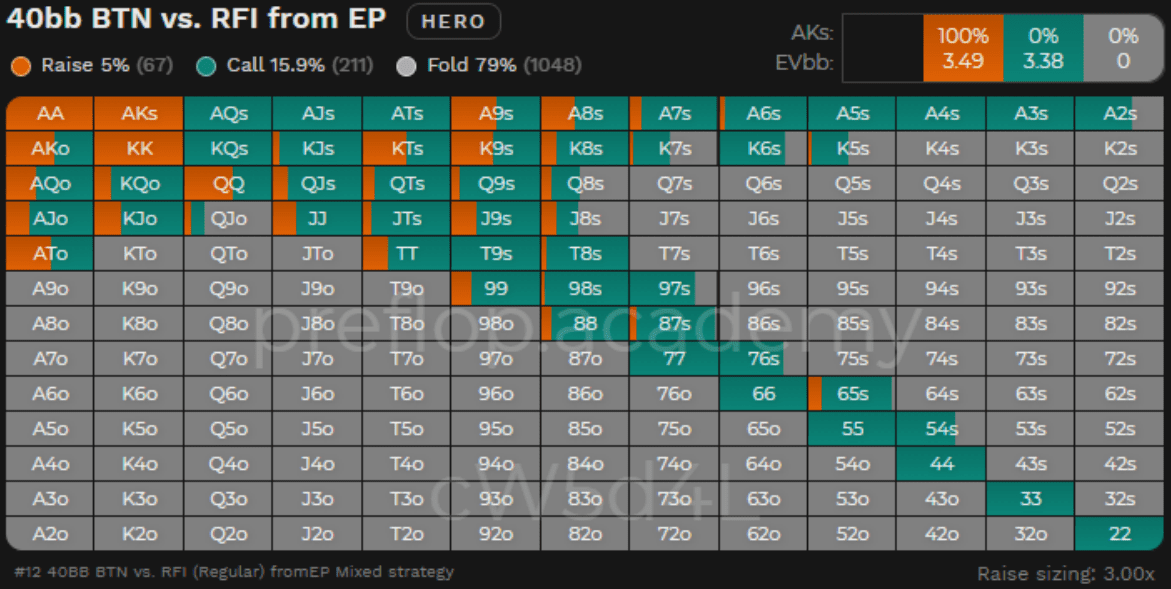 40bb BTN vs. RFI from EP HERO
Raise 5% (67) Call 15.9% (211) Fold 79% (1048)
AKs: 100% 0% 0%
EVbb: 3.49 3.38 0
AA AKs AQs AJs ATs A9s A8s A7s A6s A5s A4s A3s A2s
AKo KK KQs KJs KTs K9s K8s K7s K6s K5s K4s K3s K2s
AQo KQo QQ QJs QTs Q9s Q8s Q7s Q6s Q5s Q4s Q3s Q2s
AJo KJo QJo JJ JTs J9s J8s J7s J6s J5s J4s J3s J2s
ATo KTo QTo JTo TT T9s T8s T7s T6s T5s T4s T3s T2s
A9o K9o Q9o J9o T9o 99 98s 97s 96s 95s 94s 93s 92s
A8o K8o Q8o J8o T8o 98o 88 87s 86s 85s 84s 83s 82s
A7o K7o Q7o J7o T7o 97o 87o 77 76s 75s 74s 73s 72s
A6o K6o Q6o J6o T6o 96o 86o 76o 66 65s 64s 63s 62s
A5o K5o Q5o J5o T5o 95o 85o 75o 65o 55 54s 53s 52s
A4o K4o Q4o J4o T4o 94o 84o 74o 64o 54o 44 43s 42s
A3o K3o Q3o J3o T3o 93o 83o 73o 63o 53o 43o 33 32s
A2o K2o Q2o J2o T2o 92o 82o 72o 62o 52o 42o 32o 22
preflop.academy
cW5d4L
#12 40BB BTN vs. RFI (Regular) fromEP Mixed strategy
Raise sizing: 3.00x